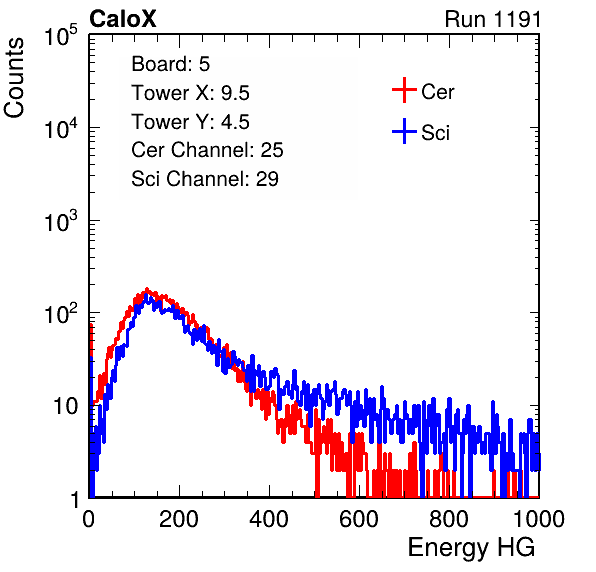 CaloX Run 1191
Counts
10^5
10^4
10^3
10^2
10
1
Board: 5
Tower X: 9.5
Tower Y: 4.5
Cer Channel: 25
Sci Channel: 29
Cer
Sci
0 200 400 600 800 1000
Energy HG